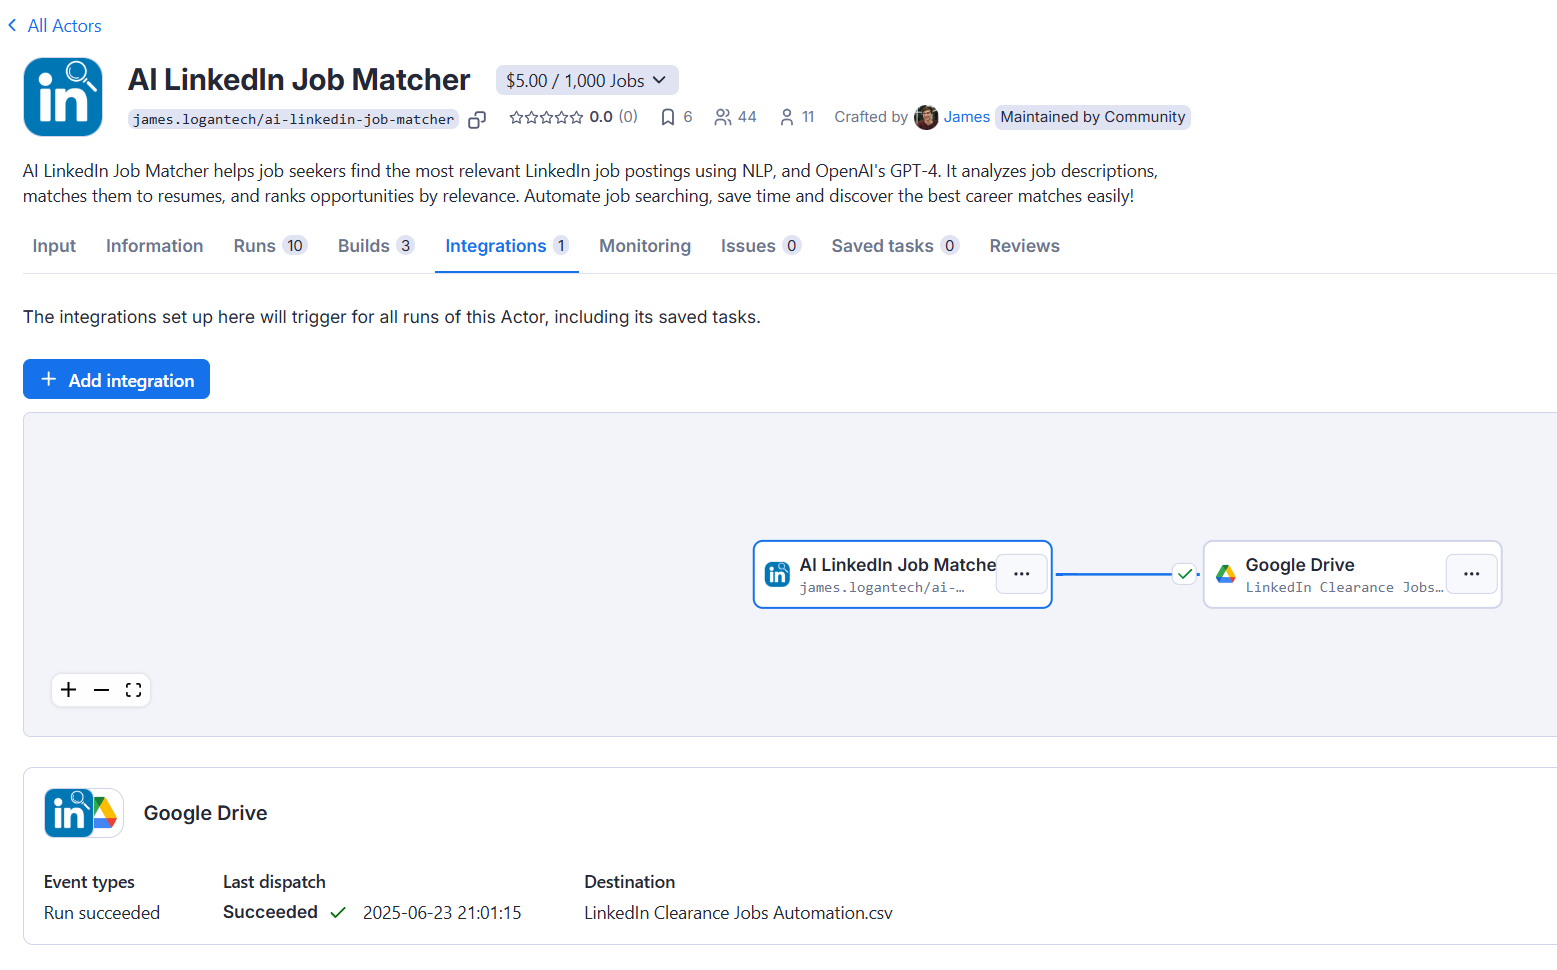 All Actors
AI LinkedIn Job Matcher
$5.00 / 1,000 Jobs
james.logantech/ai-linkedin-job-matcher
0.0 (0) 6 44 11 Crafted by James Maintained by Community
AI LinkedIn Job Matcher helps job seekers find the most relevant LinkedIn job postings using NLP, and OpenAI's GPT-4. It analyzes job descriptions,
matches them to resumes, and ranks opportunities by relevance. Automate job searching, save time and discover the best career matches easily!
Input Information Runs 10 Builds 3 Integrations 1 Monitoring Issues 0 Saved tasks 0 Reviews
The integrations set up here will trigger for all runs of this Actor, including its saved tasks.
+ Add integration
AI LinkedIn Job Matche
james.logantech/ai-…
Google Drive
LinkedIn Clearance Jobs…
Google Drive
Event types Last dispatch Destination
Run succeeded Succeeded 2025-06-23 21:01:15 LinkedIn Clearance Jobs Automation.csv